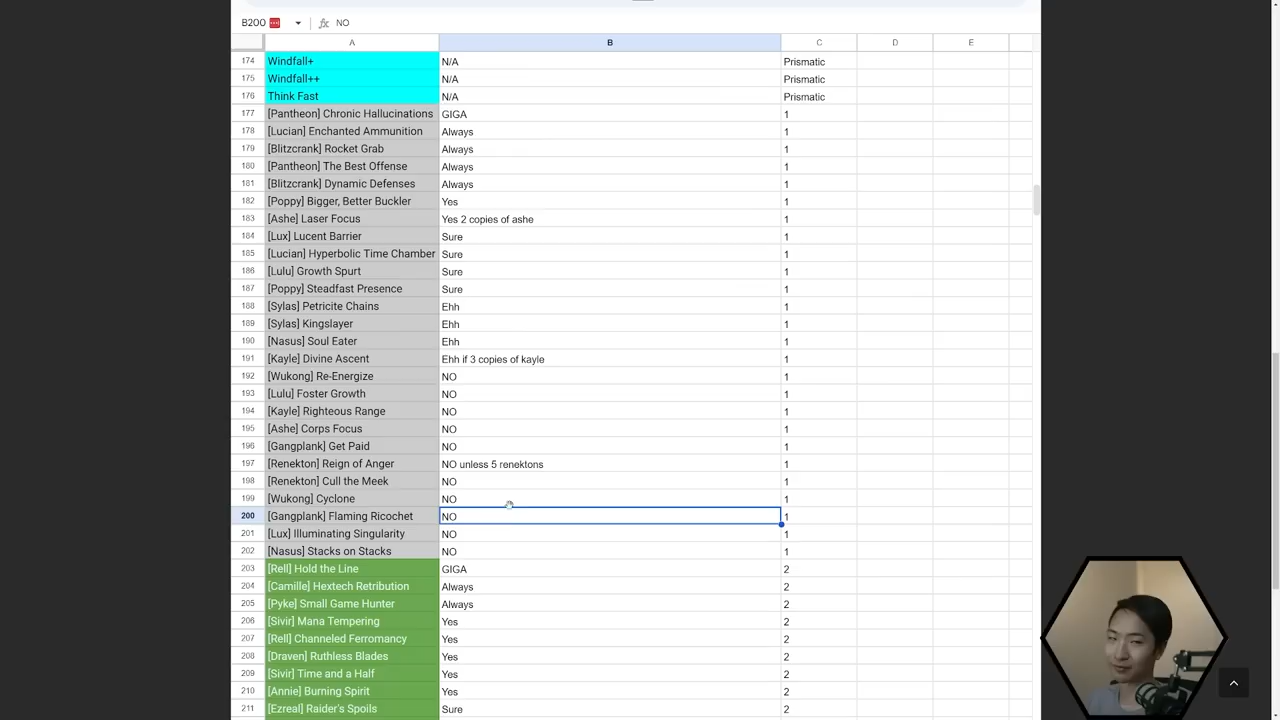 B200 NO
A B C D E
174 Windfall+ N/A Prismatic
175 Windfall++ N/A Prismatic
176 Think Fast N/A Prismatic
177 [Pantheon] Chronic Hallucinations GIGA 1
178 [Lucian] Enchanted Ammunition Always 1
179 [Blitzcrank] Rocket Grab Always 1
180 [Pantheon] The Best Offense Always 1
181 [Blitzcrank] Dynamic Defenses Always 1
182 [Poppy] Bigger, Better Buckler Yes 1
183 [Ashe] Laser Focus Yes 2 copies of ashe 1
184 [Lux] Lucent Barrier Sure 1
185 [Lucian] Hyperbolic Time Chamber Sure 1
186 [Lulu] Growth Spurt Sure 1
187 [Poppy] Steadfast Presence Sure 1
188 [Sylas] Petricite Chains Ehh 1
189 [Sylas] Kingslayer Ehh 1
190 [Nasus] Soul Eater Ehh 1
191 [Kayle] Divine Ascent Ehh if 3 copies of kayle 1
192 [Wukong] Re-Energize NO 1
193 [Lulu] Foster Growth NO 1
194 [Kayle] Righteous Range NO 1
195 [Ashe] Corps Focus NO 1
196 [Gangplank] Get Paid NO 1
197 [Renekton] Reign of Anger NO unless 5 renektons 1
198 [Renekton] Cull the Meek NO 1
199 [Wukong] Cyclone NO 1
200 [Gangplank] Flaming Ricochet NO 1
201 [Lux] Illuminating Singularity NO 1
202 [Nasus] Stacks on Stacks NO 1
203 [Rell] Hold the Line GIGA 2
204 [Camille] Hextech Retribution Always 2
205 [Pyke] Small Game Hunter Always 2
206 [Sivir] Mana Tempering Yes 2
207 [Rell] Channeled Ferromancy Yes 2
208 [Draven] Ruthless Blades Yes 2
209 [Sivir] Time and a Half Yes 2
210 [Annie] Burning Spirit Yes 2
211 [Ezreal] Raider's Spoils Sure 2